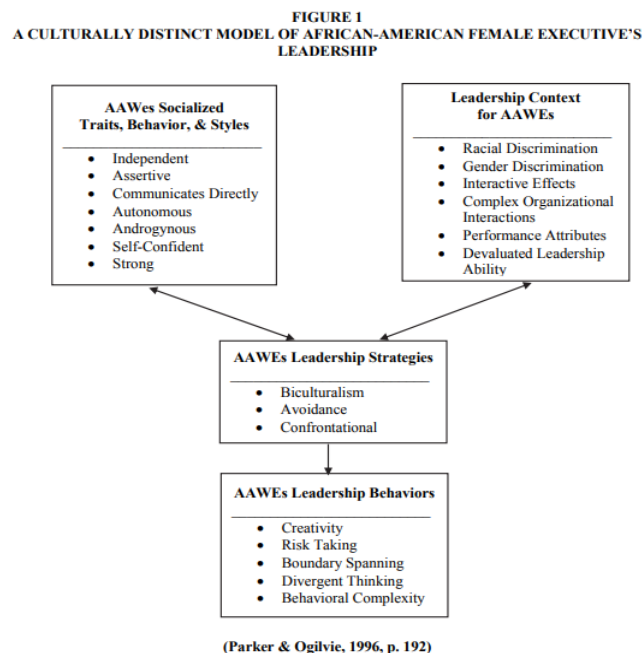 FIGURE 1
A CULTURALLY DISTINCT MODEL OF AFRICAN-AMERICAN FEMALE EXECUTIVE'S
LEADERSHIP
AAWes Socialized
Traits, Behavior, & Styles
• Independent
• Assertive
• Communicates Directly
• Autonomous
• Androgynous
• Self-Confident
• Strong
Leadership Context
for AAWEs
• Racial Discrimination
• Gender Discrimination
• Interactive Effects
• Complex Organizational
Interactions
• Performance Attributes
• Devaluated Leadership
Ability
AAWEs Leadership Strategies
• Biculturalism
• Avoidance
• Confrontational
AAWEs Leadership Behaviors
• Creativity
• Risk Taking
• Boundary Spanning
• Divergent Thinking
• Behavioral Complexity
(Parker & Ogilvie, 1996, p. 192)